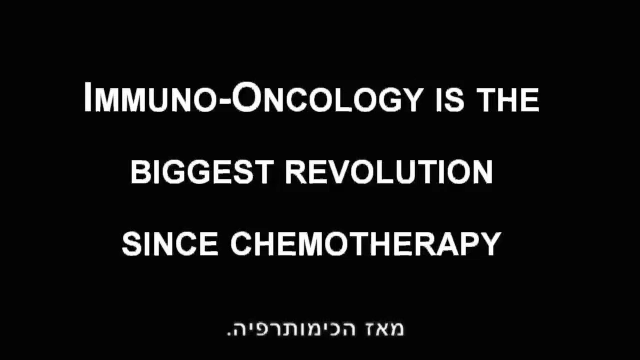 IMMUNO-ONCOLOGY IS THE
BIGGEST REVOLUTION
SINCE CHEMOTHERAPY
מאז הכימותרפיה.